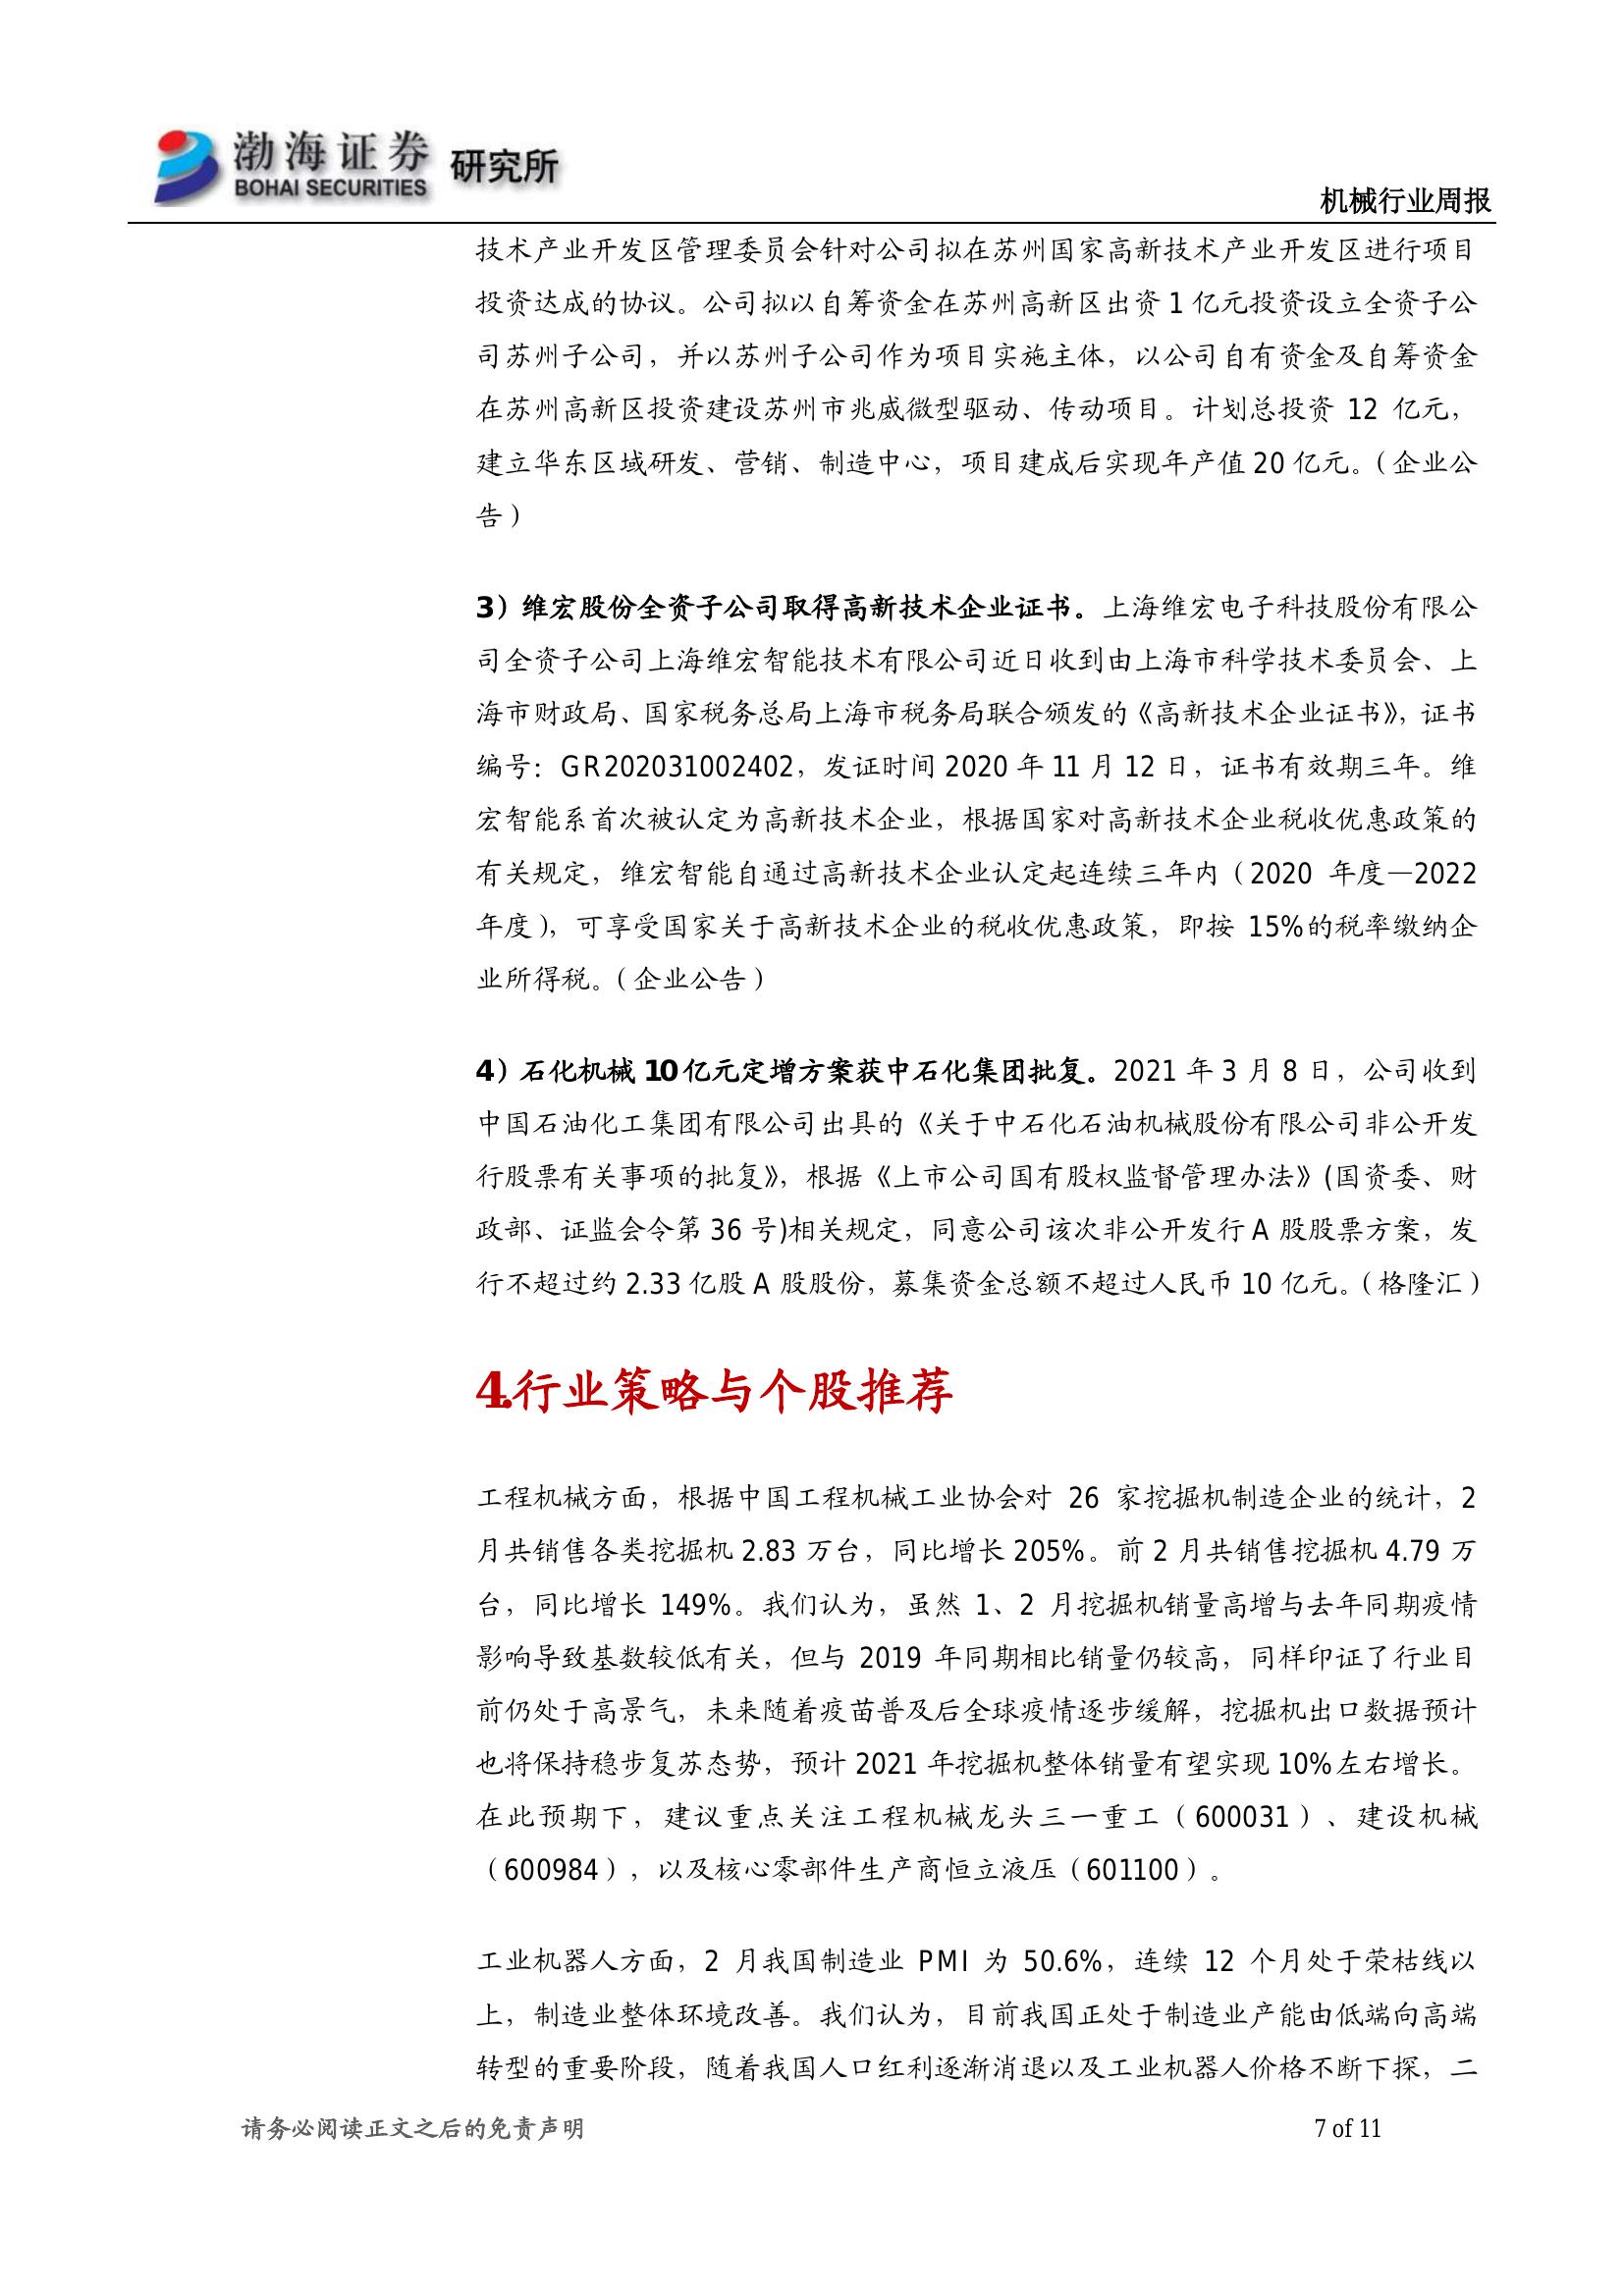 渤海证券 研究所
BOHAI SECURITIES
机械行业周报
技术产业开发区管理委员会针对公司拟在苏州国家高新技术产业开发区进行项目
投资达成的协议。公司拟以自筹资金在苏州高新区出资 1 亿元投资设立全资子公
司苏州子公司，并以苏州子公司作为项目实施主体，以公司自有资金及自筹资金
在苏州高新区投资建设苏州市兆威微型驱动、传动项目。计划总投资 12 亿元，
建立华东区域研发、营销、制造中心，项目建成后实现年产值 20 亿元。（企业公
告）
3）维宏股份全资子公司取得高新技术企业证书。上海维宏电子科技股份有限公
司全资子公司上海维宏智能技术有限公司近日收到由上海市科学技术委员会、上
海市财政局、国家税务总局上海市税务局联合颁发的《高新技术企业证书》，证书
编号：GR202031002402，发证时间 2020 年 11 月 12 日，证书有效期三年。维
宏智能系首次被认定为高新技术企业，根据国家对高新技术企业税收优惠政策的
有关规定，维宏智能自通过高新技术企业认定起连续三年内（2020 年度—2022
年度），可享受国家关于高新技术企业的税收优惠政策，即按 15%的税率缴纳企
业所得税。（企业公告）
4）石化机械 10 亿元定增方案获中石化集团批复。2021 年 3 月 8 日，公司收到
中国石油化工集团有限公司出具的《关于中石化石油机械股份有限公司非公开发
行股票有关事项的批复》，根据《上市公司国有股权监督管理办法》(国资委、财
政部、证监会令第 36 号)相关规定，同意公司该次非公开发行 A 股股票方案，发
行不超过约 2.33 亿股 A 股股份，募集资金总额不超过人民币 10 亿元。（格隆汇）
4.行业策略与个股推荐
工程机械方面，根据中国工程机械工业协会对 26 家挖掘机制造企业的统计，2
月共销售各类挖掘机 2.83 万台，同比增长 205%。前 2 月共销售挖掘机 4.79 万
台，同比增长 149%。我们认为，虽然 1、2 月挖掘机销量高增与去年同期疫情
影响导致基数较低有关，但与 2019 年同期相比销量仍较高，同样印证了行业目
前仍处于高景气，未来随着疫苗普及后全球疫情逐步缓解，挖掘机出口数据预计
也将保持稳步复苏态势，预计 2021 年挖掘机整体销量有望实现 10%左右增长。
在此预期下，建议重点关注工程机械龙头三一重工（600031）、建设机械
（600984），以及核心零部件生产商恒立液压（601100）。
工业机器人方面，2 月我国制造业 PMI 为 50.6%，连续 12 个月处于荣枯线以
上，制造业整体环境改善。我们认为，目前我国正处于制造业产能由低端向高端
转型的重要阶段，随着我国人口红利逐渐消退以及工业机器人价格不断下探，二
请务必阅读正文之后的免责声明
7 of 11